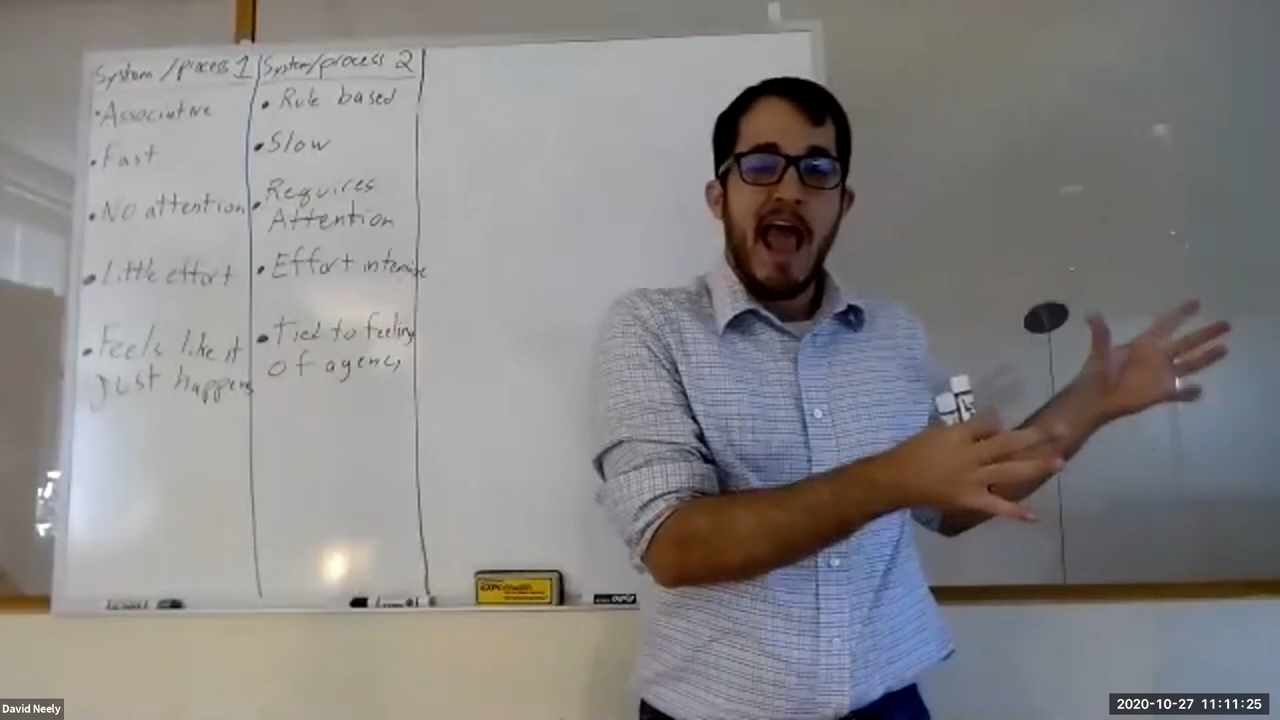 System/process 1
System/process 2
• Associative
• Rule based
• Fast
• Slow
• No attention
• Requires
Attention
• Little effort
• Effort intensive
• Feels like it
just happens
• Tied to feeling
of agency
EXPO
David Neely
2020-10-27 11:11:25